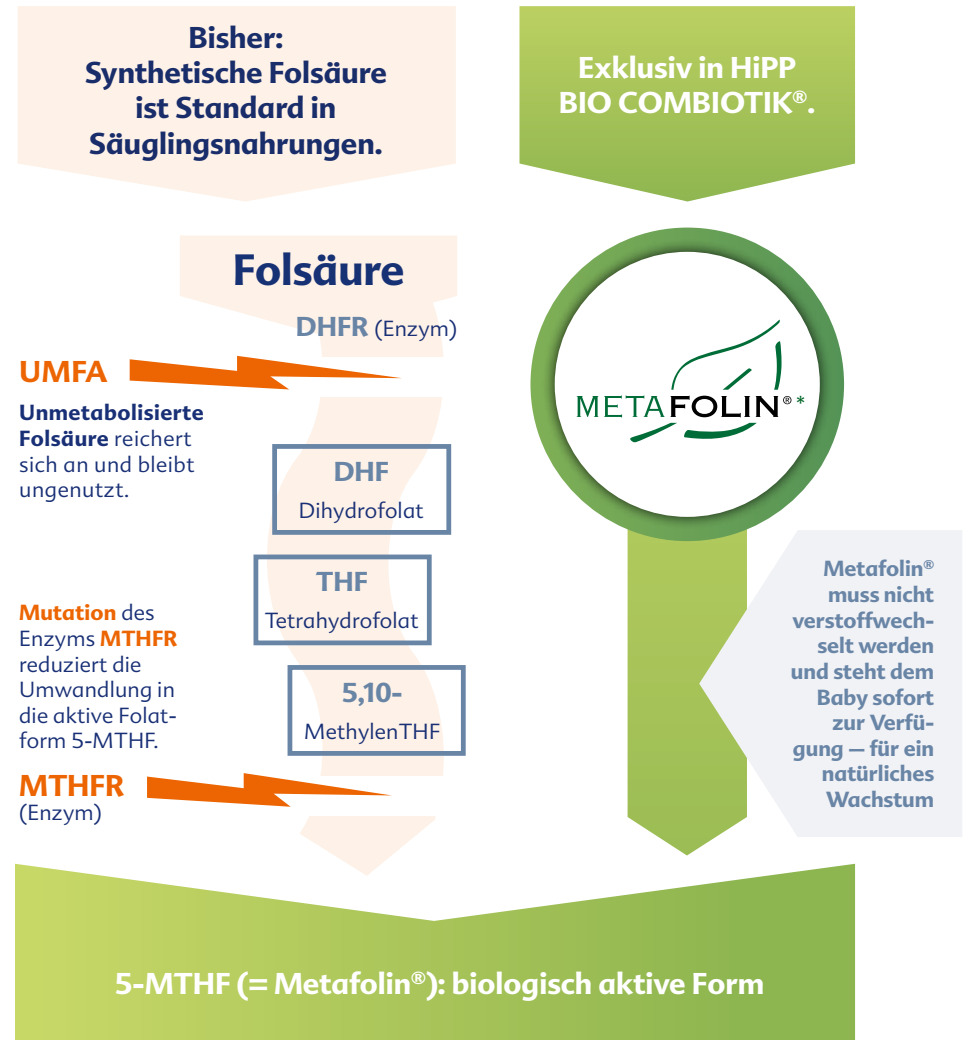 Bisher:
Synthetische Folsäure
ist Standard in
Säuglingsnahrungen.
Exklusiv in HiPP
BIO COMBIOTIK®.
Folsäure
DHFR (Enzym)
UMFA
Unmetabolisierte
Folsäure reichert
sich an und bleibt
ungenutzt.
DHF
Dihydrofolat
THF
Tetrahydrofolat
5,10-
MethylenTHF
Mutation des
Enzyms MTHFR
reduziert die
Umwandlung in
die aktive Folat-
form 5-MTHF.
MTHFR
(Enzym)
METAFOLIN®*
Metafolin®
muss nicht
verstoffwech-
selt werden
und steht dem
Baby sofort
zur Verfü-
gung – für ein
natürliches
Wachstum
5-MTHF (= Metafolin®): biologisch aktive Form